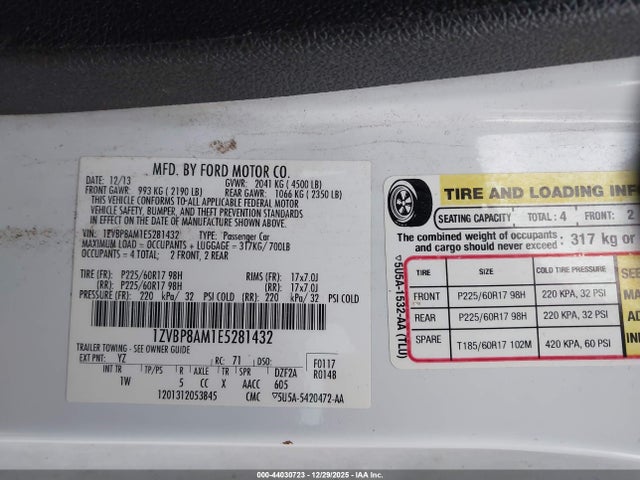 MFD. BY FORD MOTOR CO.
DATE: 12/13 GVWR: 2041 KG ( 4500 LB)
FRONT GAWR: 993 KG ( 2190 LB) REAR GAWR: 1066 KG ( 2350 LB)
THIS VEHICLE CONFORMS TO ALL APPLICABLE FEDERAL MOTOR
VEHICLE SAFETY, BUMPER, AND THEFT PREVENTION STANDARDS
IN EFFECT ON THE DATE OF MANUFACTURE SHOWN ABOVE.
VIN: 1ZVBP8AM1E5281432 TYPE: Passenger Car
MAXIMUM LOAD = OCCUPANTS + LUGGAGE = 317KG/ 700LB
OCCUPANTS = 4 TOTAL; 2 FRONT, 2 REAR
TIRE (FR): P225/60R17 98H RIMS (FR): 17x7.0J
(RR): P225/60R17 98H (RR): 17x7.0J
PRESSURE (FR): 220 kPa/ 32 PSI COLD (RR): 220 kPa/ 32 PSI COLD
1ZVBP8AM1E5281432
TRAILER TOWING - SEE OWNER GUIDE
EXT PNT: YZ RC: 71 DSO: F0117
INT TR TP/PS R AXLE TR SPR DZF2A R014B
1W 5 CC X AACC 605
1201312053B45 CMC 5U5A-5420472-AA
TIRE AND LOADING INF
SEATING CAPACITY TOTAL: 4 FRONT: 2
The combined weight of occupants
and cargo should never exceed: 317 kg or
5U5A-1532-AA (TLU)
TIRE SIZE COLD TIRE PRESSURE
FRONT P225/60R17 98H 220 KPA, 32 PSI
REAR P225/60R17 98H 220 KPA, 32 PSI
SPARE T185/60R17 102M 420 KPA, 60 PSI
000-44030723 - 12/29/2025 - IAAI.COM